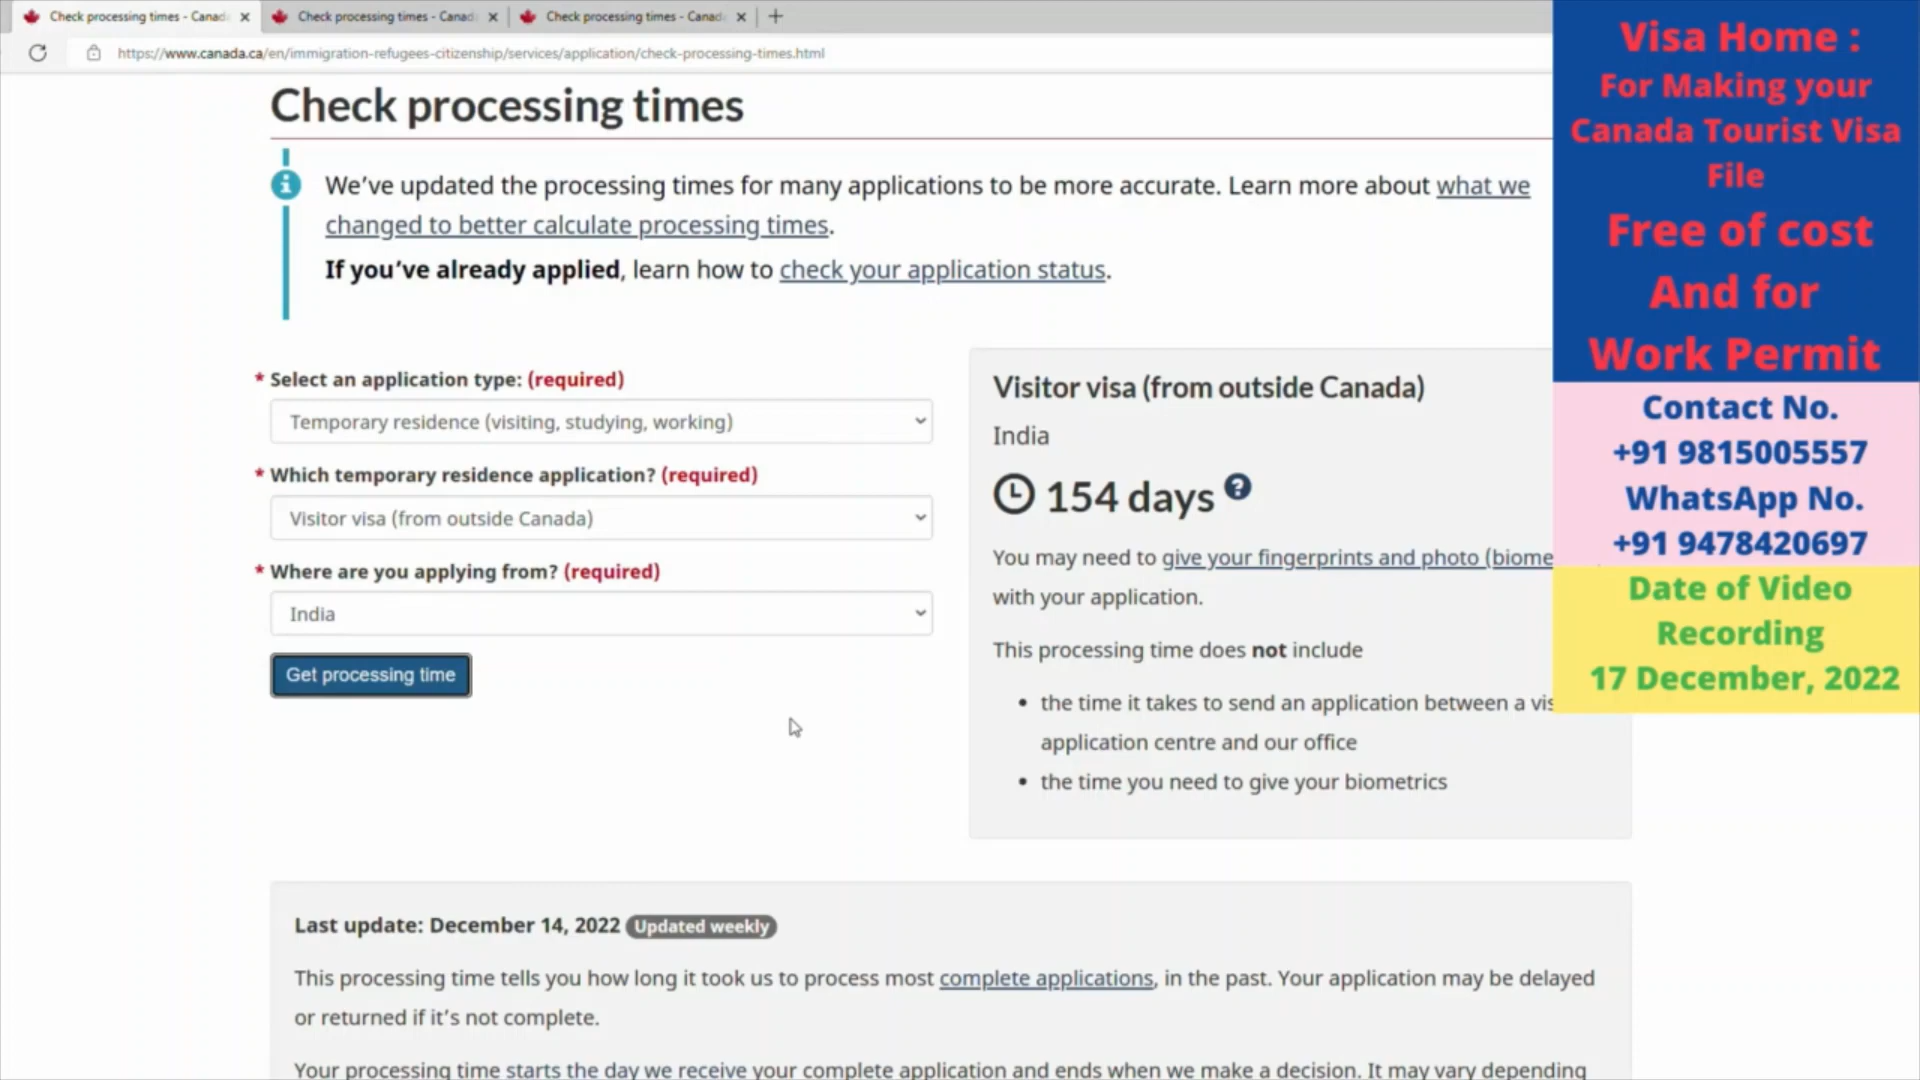 Check processing times - Canad
Check processing times - Canad
Check processing times - Canad
https://www.canada.ca/en/immigration-refugees-citizenship/services/application/check-processing-times.html
Check processing times
We've updated the processing times for many applications to be more accurate. Learn more about what we
changed to better calculate processing times.
If you've already applied, learn how to check your application status.
* Select an application type: (required)
Temporary residence (visiting, studying, working)
* Which temporary residence application? (required)
Visitor visa (from outside Canada)
* Where are you applying from? (required)
India
Get processing time
Visitor visa (from outside Canada)
India
154 days ?
You may need to give your fingerprints and photo (biome
with your application.
This processing time does not include
• the time it takes to send an application between a vis
application centre and our office
• the time you need to give your biometrics
Last update: December 14, 2022 Updated weekly
This processing time tells you how long it took us to process most complete applications, in the past. Your application may be delayed
or returned if it's not complete.
Your processing time starts the day we receive your complete application and ends when we make a decision. It may vary depending
Visa Home :
For Making your
Canada Tourist Visa
File
Free of cost
And for
Work Permit
Contact No.
+91 9815005557
WhatsApp No.
+91 9478420697
Date of Video
Recording
17 December, 2022